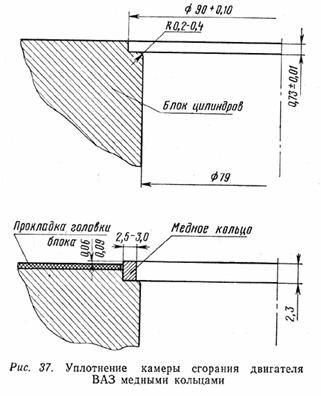 ϕ 90 + 0,10
R 0,2-0,4
0,73 ± 0,01
Блок цилиндров
ϕ 79
Прокладка головки
блока
0,06
0,09
2,5-3,0
Медное кольцо
2,3
Рис. 37. Уплотнение камеры сгорания двигателя
ВАЗ медными кольцами